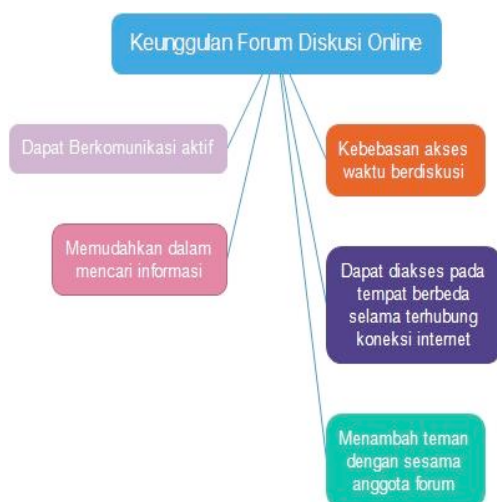 Keunggulan Forum Diskusi Online
Dapat Berkomunikasi aktif
Memudahkan dalam
mencari informasi
Kebebasan akses
waktu berdiskusi
Dapat diakses pada
tempat berbeda
selama terhubung
koneksi internet
Menambah teman
dengan sesama
anggota forum